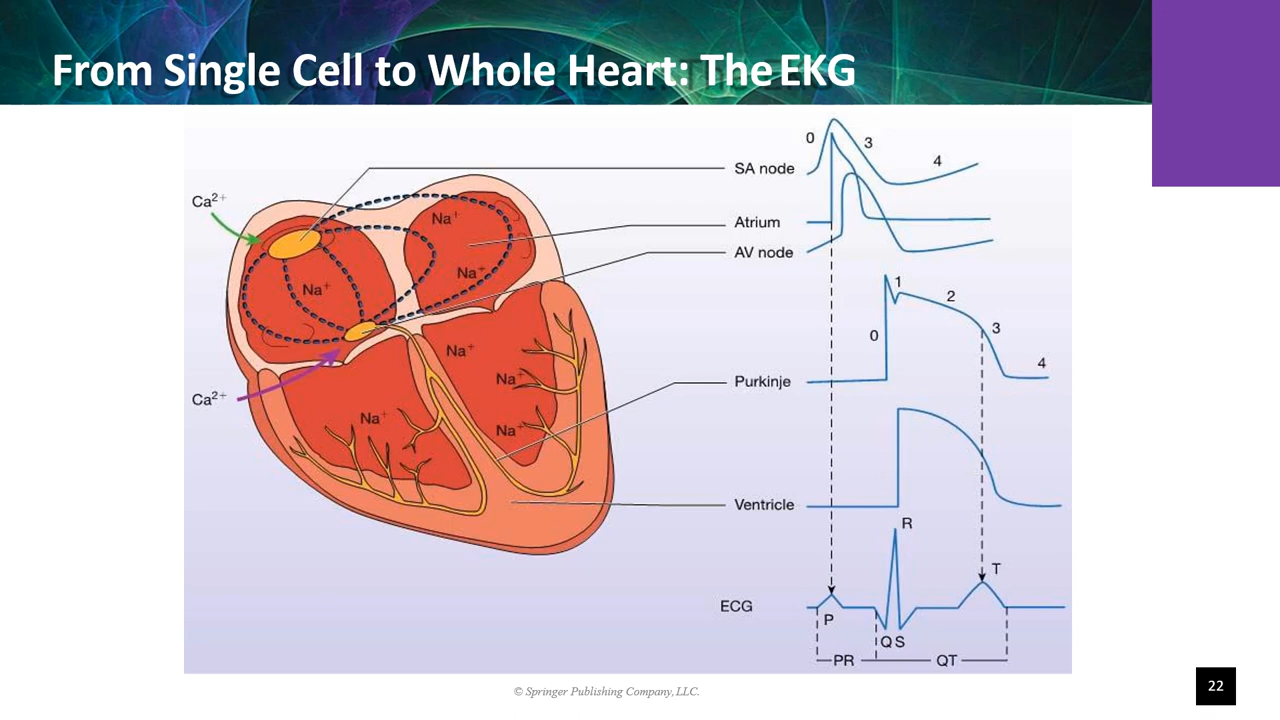 From Single Cell to Whole Heart: The EKG
Ca2+
Ca2+
Na+
Na+
Na+
Na+
Na+
Na+
Na+
SA node
Atrium
AV node
Purkinje
Ventricle
ECG
0
3
4
0
1
2
3
4
R
T
P
Q S
PR
QT
© Springer Publishing Company, LLC.
22